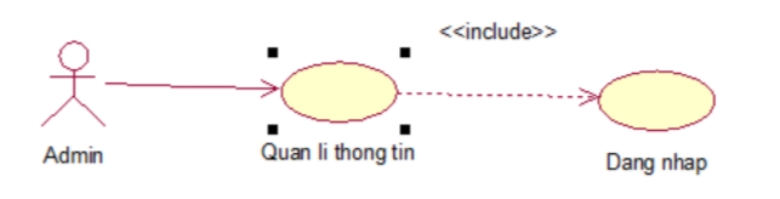 <<include>>
Admin
Quan li thong tin
Dang nhap